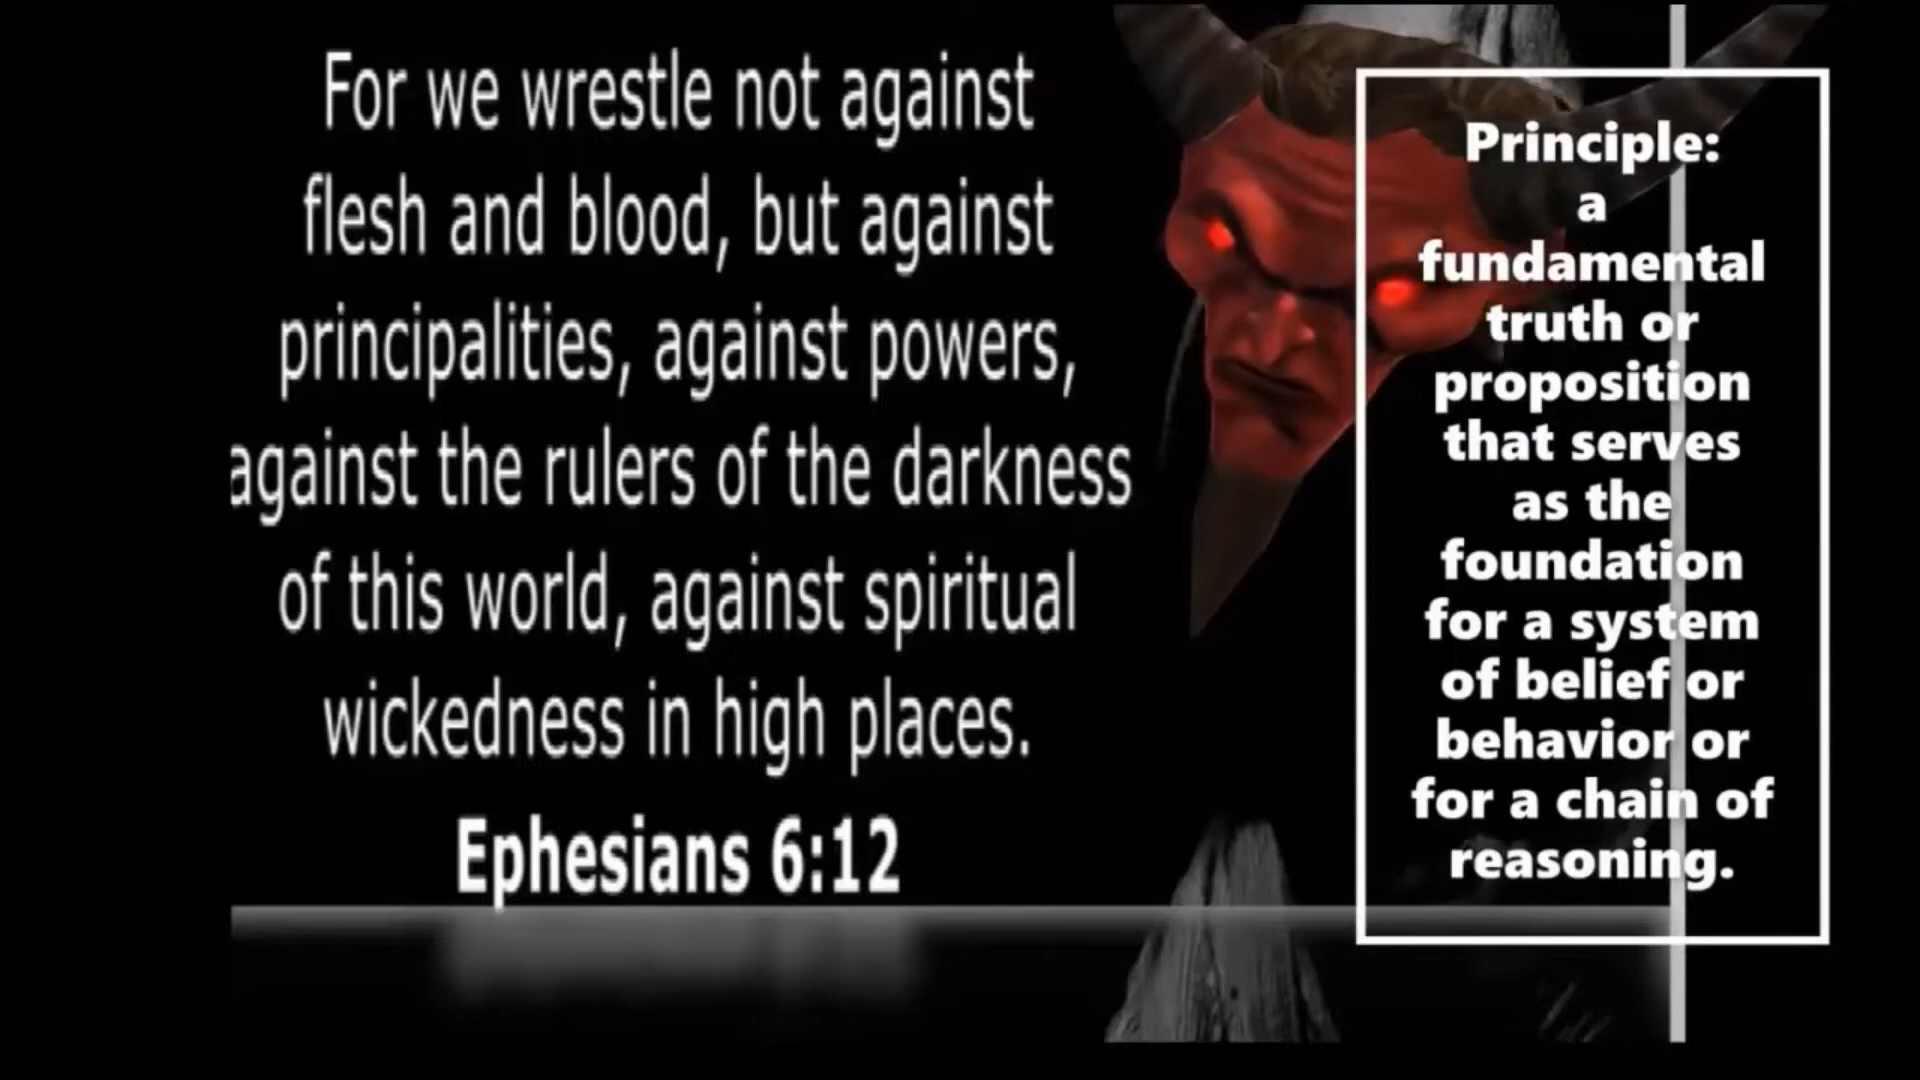 For we wrestle not against
flesh and blood, but against
principalities, against powers,
against the rulers of the darkness
of this world, against spiritual
wickedness in high places.
Ephesians 6:12
Principle:
a
fundamental
truth or
proposition
that serves
as the
foundation
for a system
of belief or
behavior or
for a chain of
reasoning.